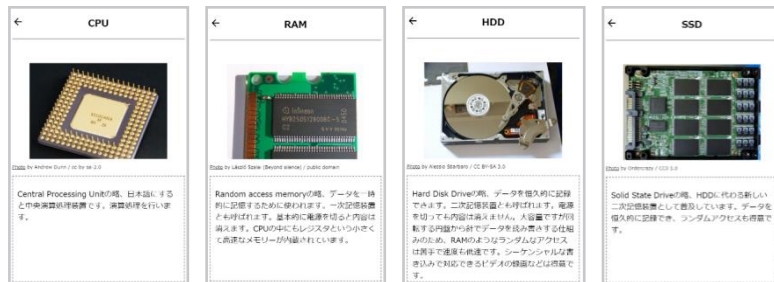 CPU
Photo by Andrew Dunn / cc by-sa 2.0
Central Processing Unitの略、日本語にする
と中央演算処理装置です。演算処理を行いま
す。
RAM
Photo by László Szalai (Beyond silence) / public domain
Random access memoryの略、データを一時
的に記憶するために使われます。一次記憶装置
とも呼ばれます。基本的に電源を切ると内容は
消えます。CPUの中にもレジスタという小さく
て高速なメモリーが内蔵されています。
HDD
Photo by Alessio Sbarbaro / CC BY-SA 3.0
Hard Disk Driveの略、データを恒久的に記録
できます。二次記憶装置とも呼ばれます。電源
を切っても内容は消えません。大容量ですが回
転する円盤から針でデータを読み書きする仕組
みのため、RAMのようなランダムなアクセス
は苦手で速度も低速です。シーケンシャルな書
き込みで対応できるビデオの録画などは得意で
す。
SSD
Photo by / CC0 1.0
Solid State Driveの略、HDDに代わる新しい
二次記憶装置として普及しています。データを
恒久的に記録でき、ランダムアクセスも得意で
す。